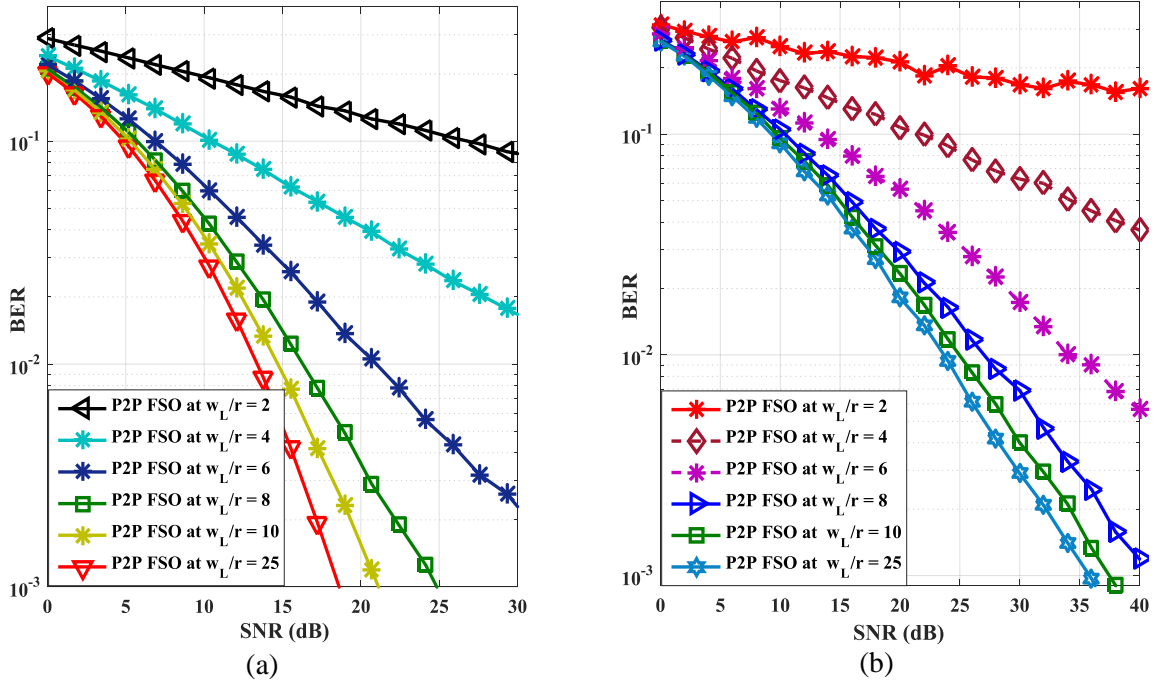 BER
10^-1
10^-2
10^-3
P2P FSO at w_L/r = 2
P2P FSO at w_L/r = 4
P2P FSO at w_L/r = 6
P2P FSO at w_L/r = 8
P2P FSO at w_L/r = 10
P2P FSO at w_L/r = 25
0 5 10 15 20 25 30
SNR (dB)
(a)
BER
10^-1
10^-2
10^-3
P2P FSO at w_L/r = 2
P2P FSO at w_L/r = 4
P2P FSO at w_L/r = 6
P2P FSO at w_L/r = 8
P2P FSO at w_L/r = 10
P2P FSO at w_L/r = 25
0 5 10 15 20 25 30 35 40
SNR (dB)
(b)